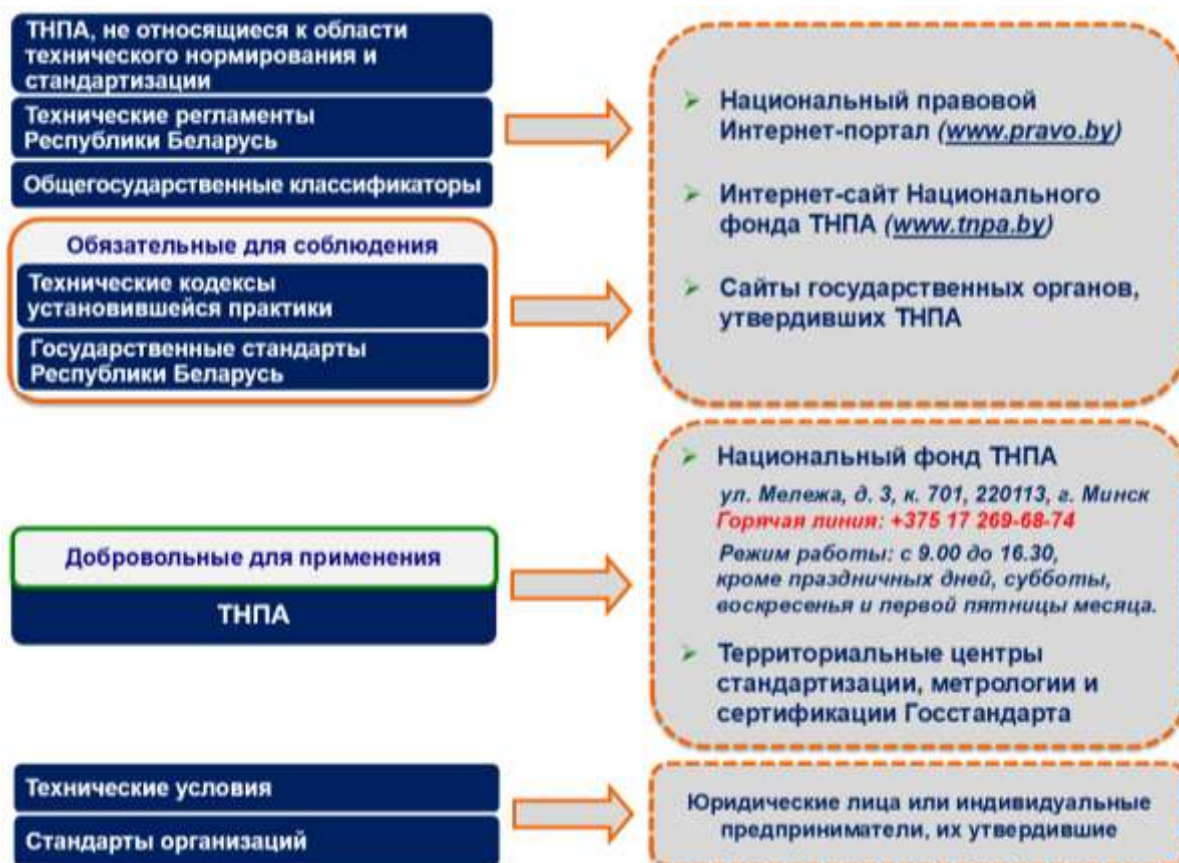 ТНПА, не относящиеся к области
технического нормирования и
стандартизации
Технические регламенты
Республики Беларусь
Общегосударственные классификаторы
Обязательные для соблюдения
Технические кодексы
установившейся практики
Государственные стандарты
Республики Беларусь
Национальный правовой
Интернет-портал (www.pravo.by)
Интернет-сайт Национального
фонда ТНПА (www.tnpa.by)
Сайты государственных органов,
утвердивших ТНПА
Добровольные для применения
ТНПА
Национальный фонд ТНПА
ул. Мележа, д. 3, к. 701, 220113, г. Минск
Горячая линия: +375 17 269-68-74
Режим работы: с 9.00 до 16.30,
кроме праздничных дней, субботы,
воскресенья и первой пятницы месяца.
Территориальные центры
стандартизации, метрологии и
сертификации Госстандарта
Технические условия
Стандарты организаций
Юридические лица или индивидуальные
предприниматели, их утвердившие